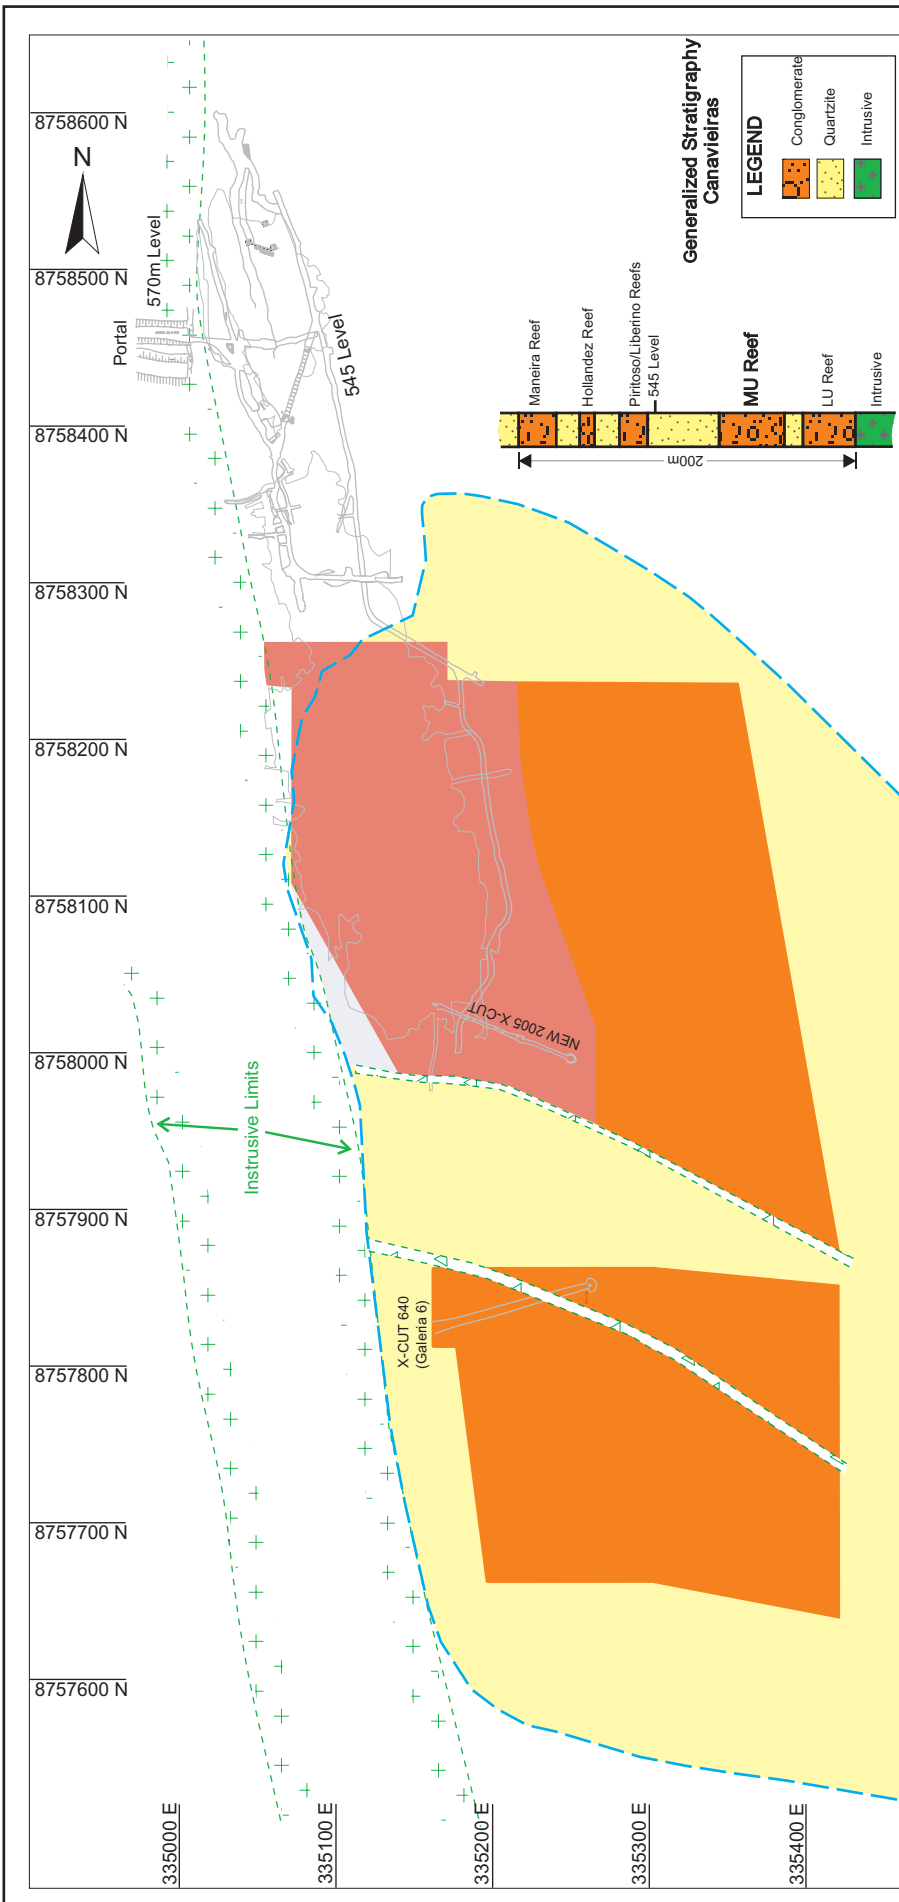 8758600 N
N
570m Level
8758500 N
Portal
545 Level
8758400 N
8758300 N
8758200 N
8758100 N
8758000 N
NEW 2005 X-CUT
Instrusive Limits
8757900 N
X-CUT 640
(Galeria 6)
8757800 N
8757700 N
8757600 N
335000 E
335100 E
335200 E
335300 E
335400 E
Generalized Stratigraphy
Canavieiras
LEGEND
Conglomerate
Quartzite
Intrusive
Maneira Reef
Hollandez Reef
Piritoso/Liberino Reefs
545 Level
MU Reef
LU Reef
Intrusive
200m